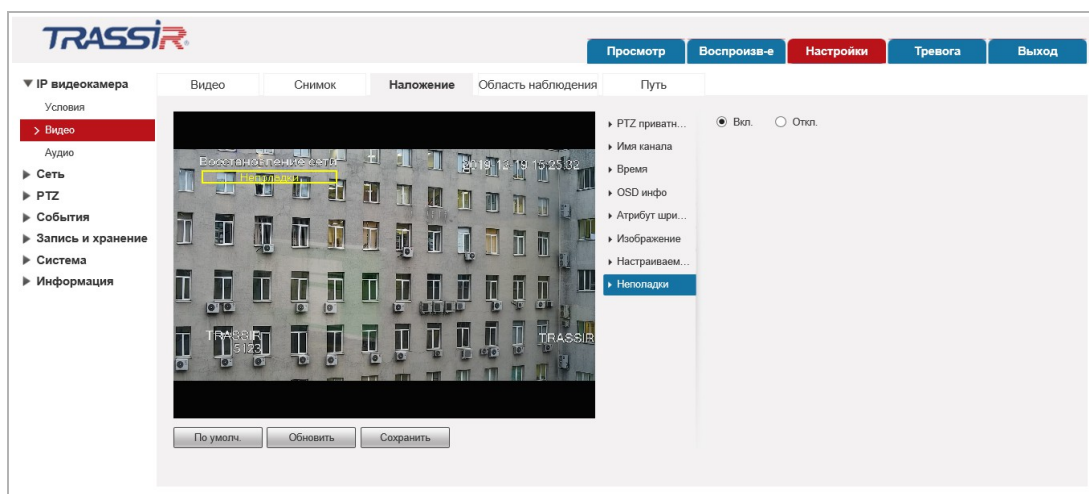 TRASSIR
Просмотр
Воспроизв-е
Настройки
Тревога
Выход
IP видеокамера
Условия
Видео
Аудио
Сеть
PTZ
События
Запись и хранение
Система
Информация
Видео
Снимок
Наложение
Область наблюдения
Путь
Восстановление сети
2019-12-19 15:25:32
Неполадки
TRASSIR
5123
TRASSIR
PTZ приватн...
Имя канала
Время
OSD инфо
Атрибут шри...
Изображение
Настраиваем...
Неполадки
Вкл.
Откл.
По умолч.
Обновить
Сохранить